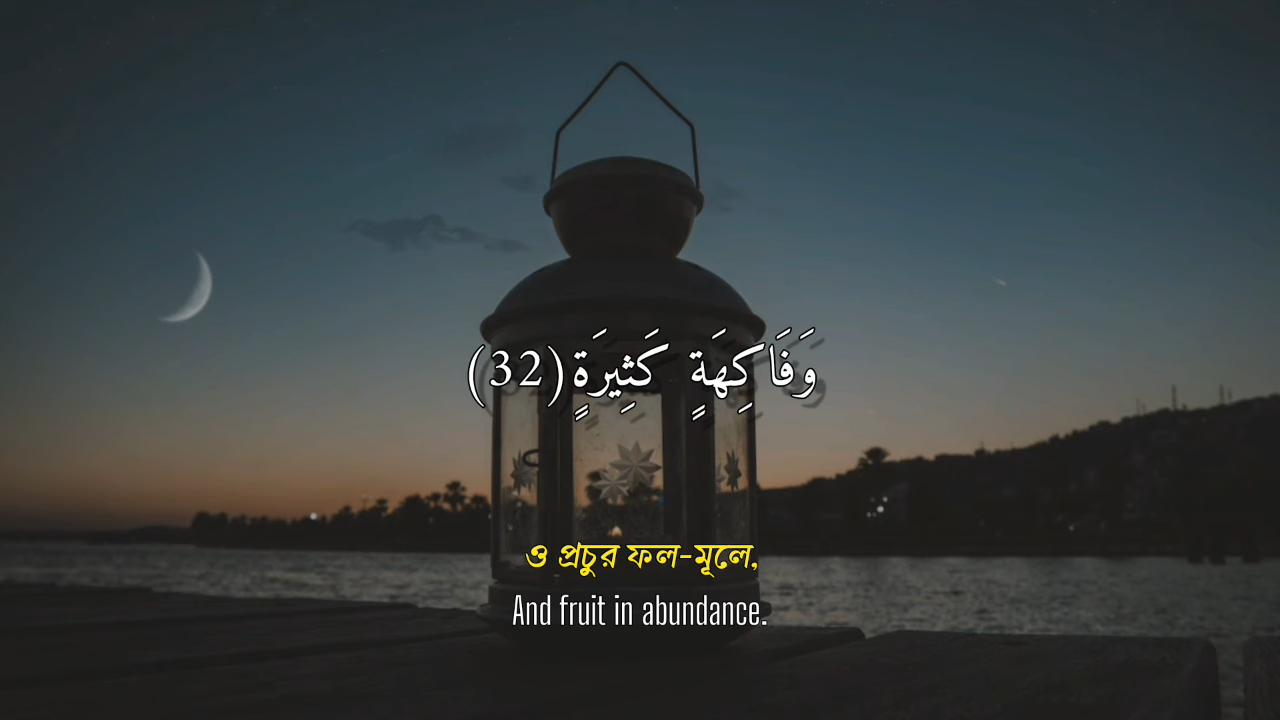 وَفَاكِهَةٍ كَثِيرَةٍ (32)
ও প্রচুর ফল-মূলে,
And fruit in abundance.